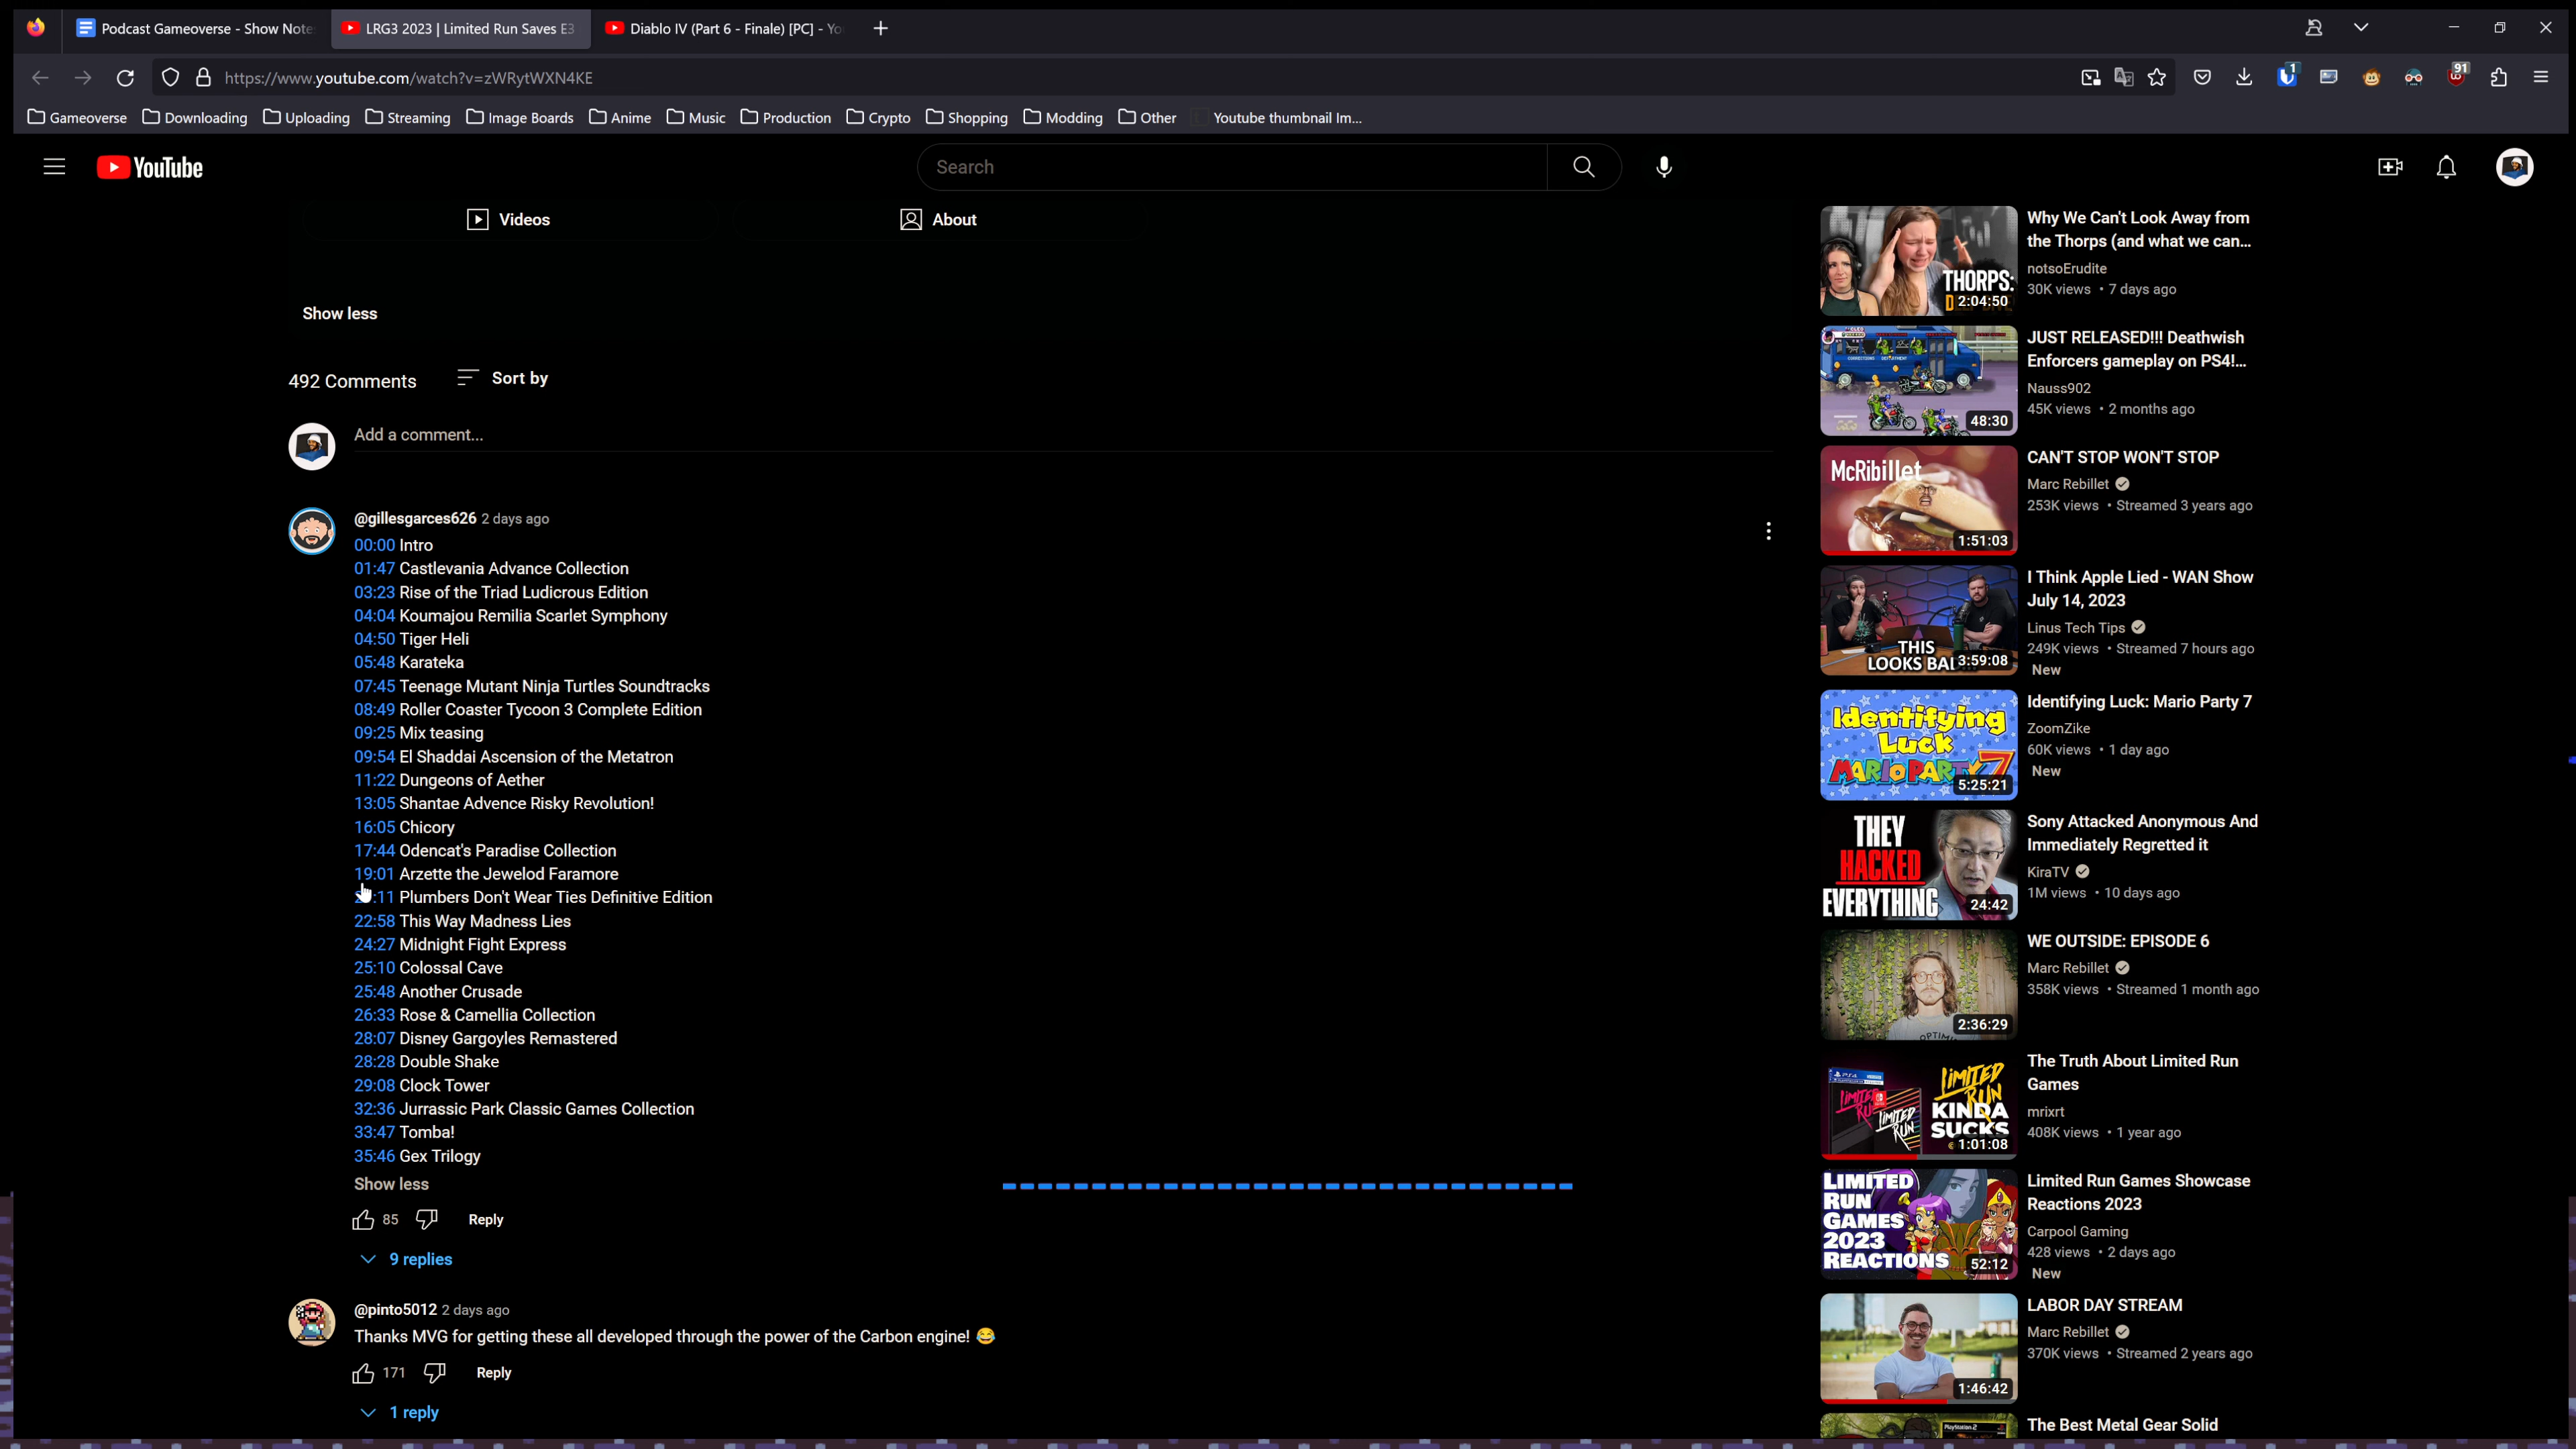 Podcast Gameoverse - Show Note
LRG3 2023 | Limited Run Saves E3
Diablo IV (Part 6 - Finale) [PC] - Yo
https://www.youtube.com/watch?v=zWRytWXN4KE
1
91
Gameoverse
Downloading
Uploading
Streaming
Image Boards
Anime
Music
Production
Crypto
Shopping
Modding
Other
Youtube thumbnail Im...
YouTube
Search
Videos
About
Show less
492 Comments
Sort by
Add a comment...
@gillesgarces626 2 days ago
00:00 Intro
01:47 Castlevania Advance Collection
03:23 Rise of the Triad Ludicrous Edition
04:04 Koumajou Remilia Scarlet Symphony
04:50 Tiger Heli
05:48 Karateka
07:45 Teenage Mutant Ninja Turtles Soundtracks
08:49 Roller Coaster Tycoon 3 Complete Edition
09:25 Mix teasing
09:54 El Shaddai Ascension of the Metatron
11:22 Dungeons of Aether
13:05 Shantae Advence Risky Revolution!
16:05 Chicory
17:44 Odencat's Paradise Collection
19:01 Arzette the Jewelod Faramore
:11 Plumbers Don't Wear Ties Definitive Edition
22:58 This Way Madness Lies
24:27 Midnight Fight Express
25:10 Colossal Cave
25:48 Another Crusade
26:33 Rose & Camellia Collection
28:07 Disney Gargoyles Remastered
28:28 Double Shake
29:08 Clock Tower
32:36 Jurrassic Park Classic Games Collection
33:47 Tomba!
35:46 Gex Trilogy
Show less
85
Reply
9 replies
@pinto5012 2 days ago
Thanks MVG for getting these all developed through the power of the Carbon engine! 😂
171
Reply
1 reply
THORPS:
2:04:50
Why We Can't Look Away from
the Thorps (and what we can...
notsoErudite
30K views • 7 days ago
48:30
JUST RELEASED!!! Deathwish
Enforcers gameplay on PS4!...
Nauss902
45K views • 2 months ago
McRibillet
1:51:03
CAN'T STOP WON'T STOP
Marc Rebillet
253K views • Streamed 3 years ago
THIS
LOOKS BAD
3:59:08
I Think Apple Lied - WAN Show
July 14, 2023
Linus Tech Tips
249K views • Streamed 7 hours ago
New
Identifying
Luck
MARIO PARTY 7
5:25:21
Identifying Luck: Mario Party 7
ZoomZike
60K views • 1 day ago
New
THEY
HACKED
EVERYTHING
24:42
Sony Attacked Anonymous And
Immediately Regretted it
KiraTV
1M views • 10 days ago
2:36:29
WE OUTSIDE: EPISODE 6
Marc Rebillet
358K views • Streamed 1 month ago
LIMITED
RUN
KINDA
SUCKS
1:01:08
The Truth About Limited Run
Games
mrixrt
408K views • 1 year ago
LIMITED
RUN
GAMES
2023
REACTIONS
52:12
Limited Run Games Showcase
Reactions 2023
Carpool Gaming
428 views • 2 days ago
New
1:46:42
LABOR DAY STREAM
Marc Rebillet
370K views • Streamed 2 years ago
The Best Metal Gear Solid